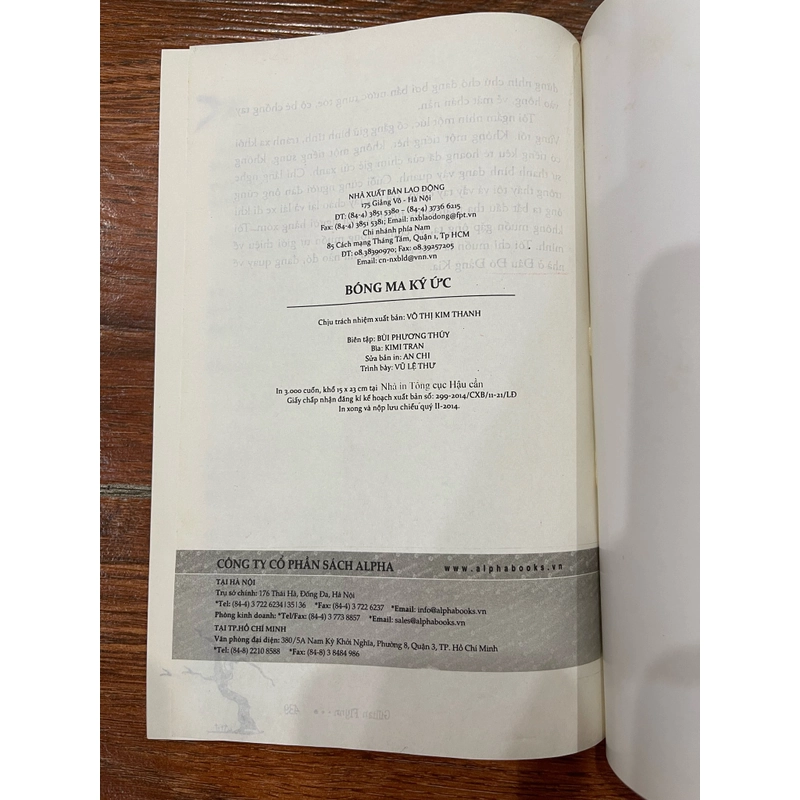 NHÀ XUẤT BẢN LAO ĐỘNG
175 Giảng Võ - Hà Nội
ĐT: (84-4) 3851 5380 – (84-4) 3736 6215
Fax: (84-4) 3851 5381; Email: nxblaodong@fpt.vn
Chi nhánh phía Nam
85 Cách mạng Tháng Tám, Quận 1, Tp HCM
ĐT: 08.38390970; Fax: 08.39257205
Email: cn-nxbld@vnn.vn
BÓNG MA KÝ ỨC
Chịu trách nhiệm xuất bản: VÕ THỊ KIM THANH
Biên tập: BÙI PHƯƠNG THÚY
Bìa: KIMI TRAN
Sửa bản in: AN CHI
Trình bày: VŨ LỆ THƯ
In 3.000 cuốn, khổ 15 x 23 cm tại Nhà in Tổng cục Hậu cần
Giấy chấp nhận đăng kí kế hoạch xuất bản số: 299-2014/CXB/11-21/LĐ
In xong và nộp lưu chiểu quý II-2014.
CÔNG TY CỔ PHẦN SÁCH ALPHA
www.alphabooks.vn
TẠI HÀ NỘI
Trụ sở chính: 176 Thái Hà, Đống Đa, Hà Nội
*Tel: (84-4) 3 722 6234|35|36 *Fax: (84-4) 3 722 6237 *Email: info@alphabooks.vn
Phòng kinh doanh: *Tel/Fax: (84-4) 3 773 8857 *Email: sales@alphabooks.vn
TẠI TP.HỒ CHÍ MINH
Văn phòng đại diện: 380/5A Nam Kỳ Khởi Nghĩa, Phường 8, Quận 3, TP. Hồ Chí Minh
*Tel: (84-8) 2210 8588 *Fax: (84-8) 3 8484 986